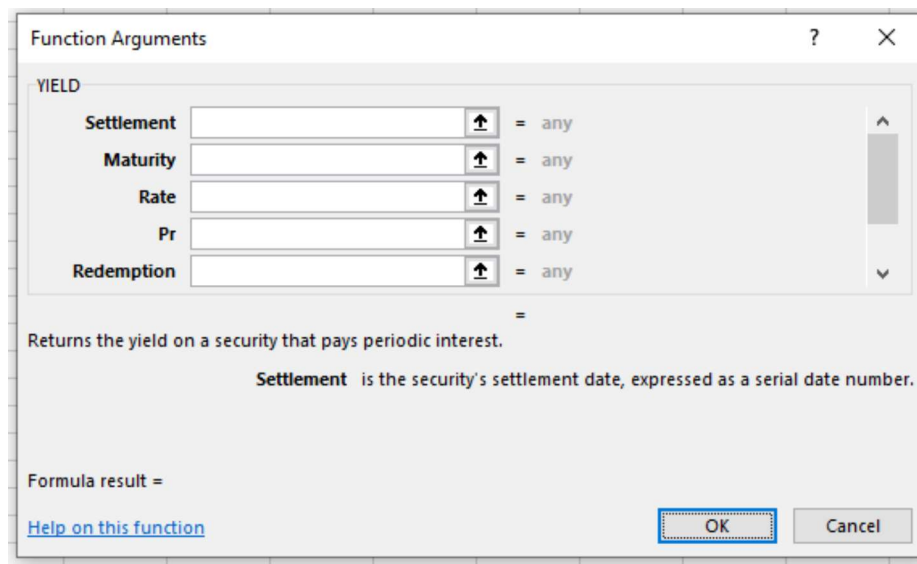 Function Arguments ? ×
YIELD
Settlement = any
Maturity = any
Rate = any
Pr = any
Redemption = any
=
Returns the yield on a security that pays periodic interest.
Settlement is the security's settlement date, expressed as a serial date number.
Formula result =
Help on this function OK Cancel